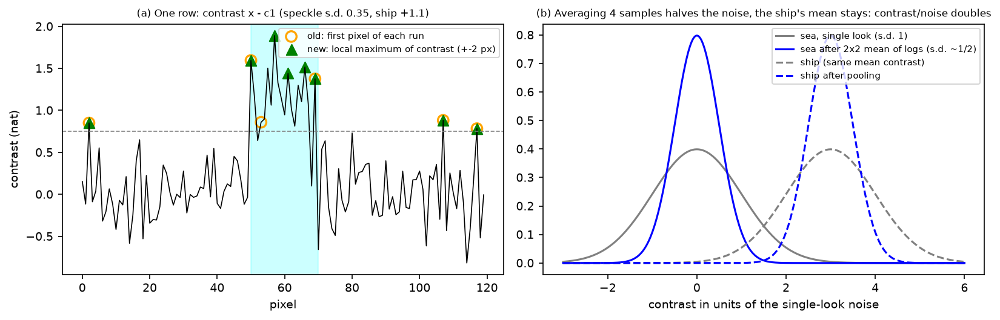 (a) One row: contrast x - c1 (speckle s.d. 0.35, ship +1.1)
old: first pixel of each run
new: local maximum of contrast (+-2 px)
2.0
1.5
1.0
0.5
0.0
−0.5
contrast (nat)
0
20
40
60
80
100
120
pixel
(b) Averaging 4 samples halves the noise, the ship's mean stays: contrast/noise doubles
sea, single look (s.d. 1)
sea after 2x2 mean of logs (s.d. ~1/2)
ship (same mean contrast)
ship after pooling
0.8
0.7
0.6
0.5
0.4
0.3
0.2
0.1
0.0
−2
0
2
4
6
contrast in units of the single-look noise